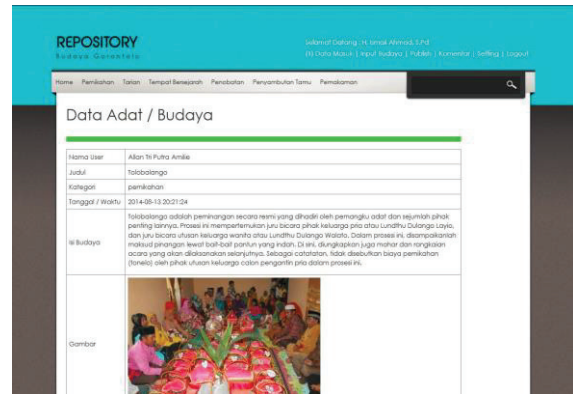 REPOSITORY
Budaya Gorontalo
Selamat Datang , H. Ismail Ahmad, S.Pd
(9) Data Masuk | Input Budaya | Publish | Komentar | Setting | Logout
Home Pernikahan Tarian Tempat Bersejarah Penobatan Penyambutan Tamu Pemakaman
Data Adat / Budaya
Nama User Allan Tri Putra Amilie
Judul Tolobalango
Kategori pernikahan
Tanggal / Waktu 2014-08-13 20:21:24
Isi Budaya
Tolobalango adalah peminangan secara resmi yang dihadiri oleh pemangku adat dan sejumlah pihak
penting lainnya. Prosesi ini mempertemukan juru bicara pihak keluarga pria atau Lundthu Dulango Layio,
dan juru bicara utusan keluarga wanita atau Lundthu Dulango Walato. Dalam prosesi ini, disampaikanlah
maksud pinangan lewat bait-bait pantun yang indah. Di sini, diungkapkan juga mahar dan rangkaian
acara yang akan dilaksanakan selanjutnya. Sebagai catatatan, tidak disebutkan biaya pernikahan
(tonelo) oleh pihak utusan keluarga calon pengantin pria dalam prosesi ini.
Gambar